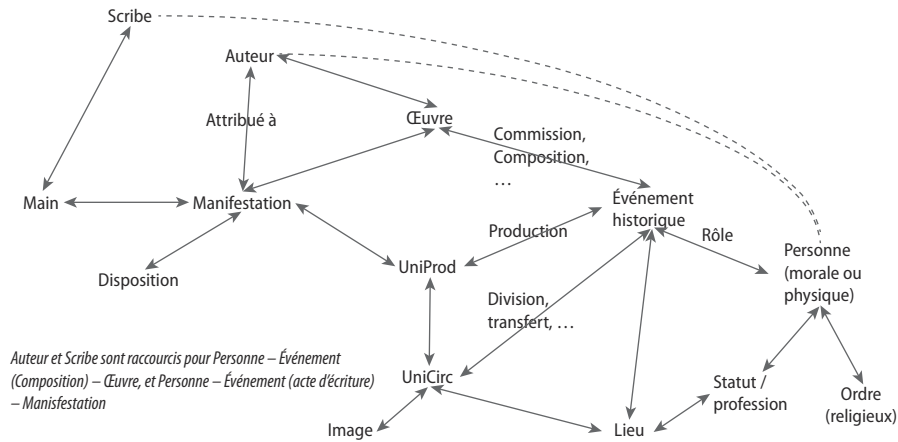 Scribe
Auteur
Attribué à
Œuvre
Commission,
Composition,
…
Main
Manifestation
Événement
historique
Production
Rôle
Disposition
UniProd
Personne
(morale ou
physique)
Division,
transfert, …
Auteur et Scribe sont raccourcis pour Personne – Événement
(Composition) – Œuvre, et Personne – Événement (acte d’écriture)
– Manisfestation
UniCirc
Statut /
profession
Ordre
(religieux)
Image
Lieu